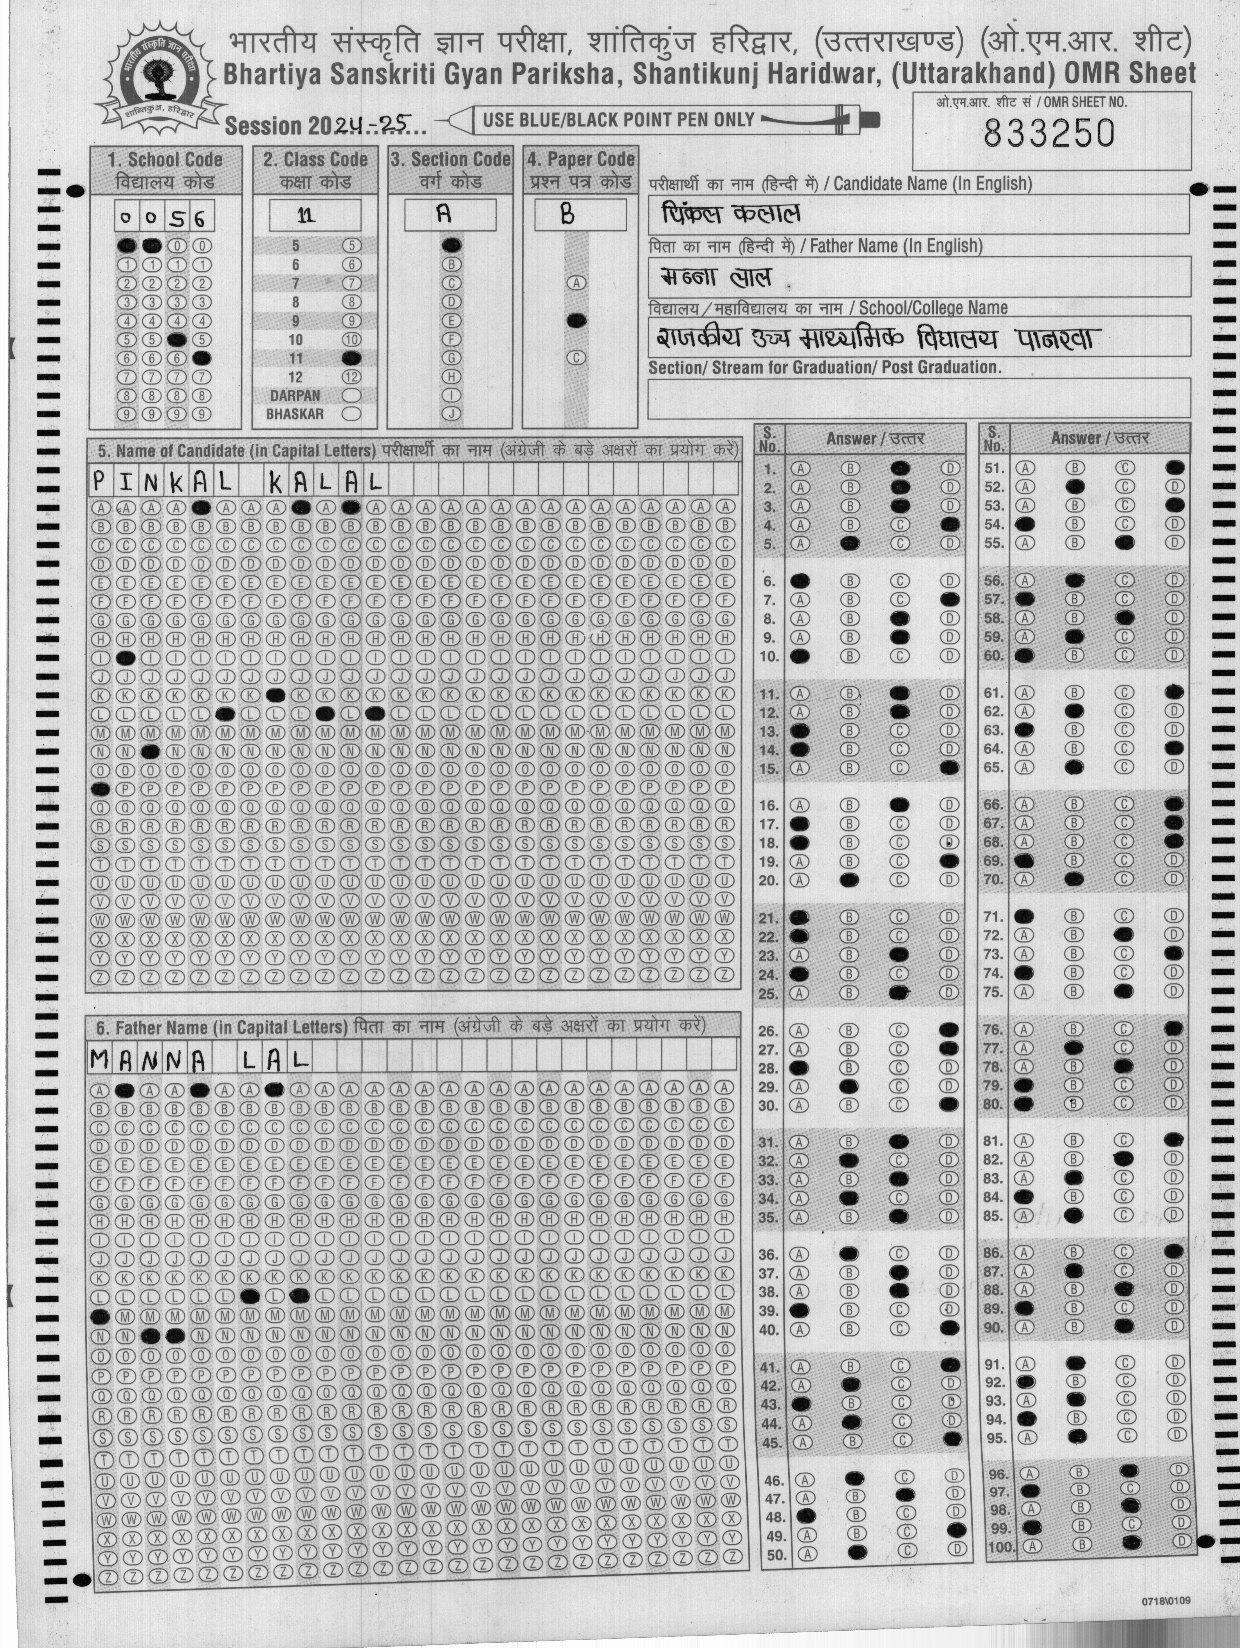 भारतीय संस्कृति ज्ञान परीक्षा, शांतिकुंज हरिद्वार, (उत्तराखण्ड) (ओ.एम.आर. शीट)
Bhartiya Sanskriti Gyan Pariksha, Shantikunj Haridwar, (Uttarakhand) OMR Sheet
Session 2024-25
USE BLUE/BLACK POINT PEN ONLY
ओ.एम.आर. शीट सं / OMR SHEET NO.
833250
1. School Code
विद्यालय कोड
0056
2. Class Code
कक्षा कोड
11
5
6
7
8
9
10
11
12
DARPAN
BHASKAR
3. Section Code
वर्ग कोड
A
4. Paper Code
प्रश्न पत्र कोड
B
परीक्षार्थी का नाम (हिन्दी में) / Candidate Name (In English)
पिंकल कलाल
पिता का नाम (हिन्दी में) / Father Name (In English)
मन्ना लाल
विद्यालय / महाविद्यालय का नाम / School/College Name
राजकीय उच्च माध्यमिक विद्यालय पानरवा
Section/ Stream for Graduation/ Post Graduation.
5. Name of Candidate (in Capital Letters) परीक्षार्थी का नाम (अंग्रेजी के बड़े अक्षरों का प्रयोग करें)
PINKAL KALAL
6. Father Name (in Capital Letters) पिता का नाम (अंग्रेजी के बड़े अक्षरों का प्रयोग करें)
MANNA LAL
S. No. Answer / उत्तर
S. No. Answer / उत्तर
0718\0109